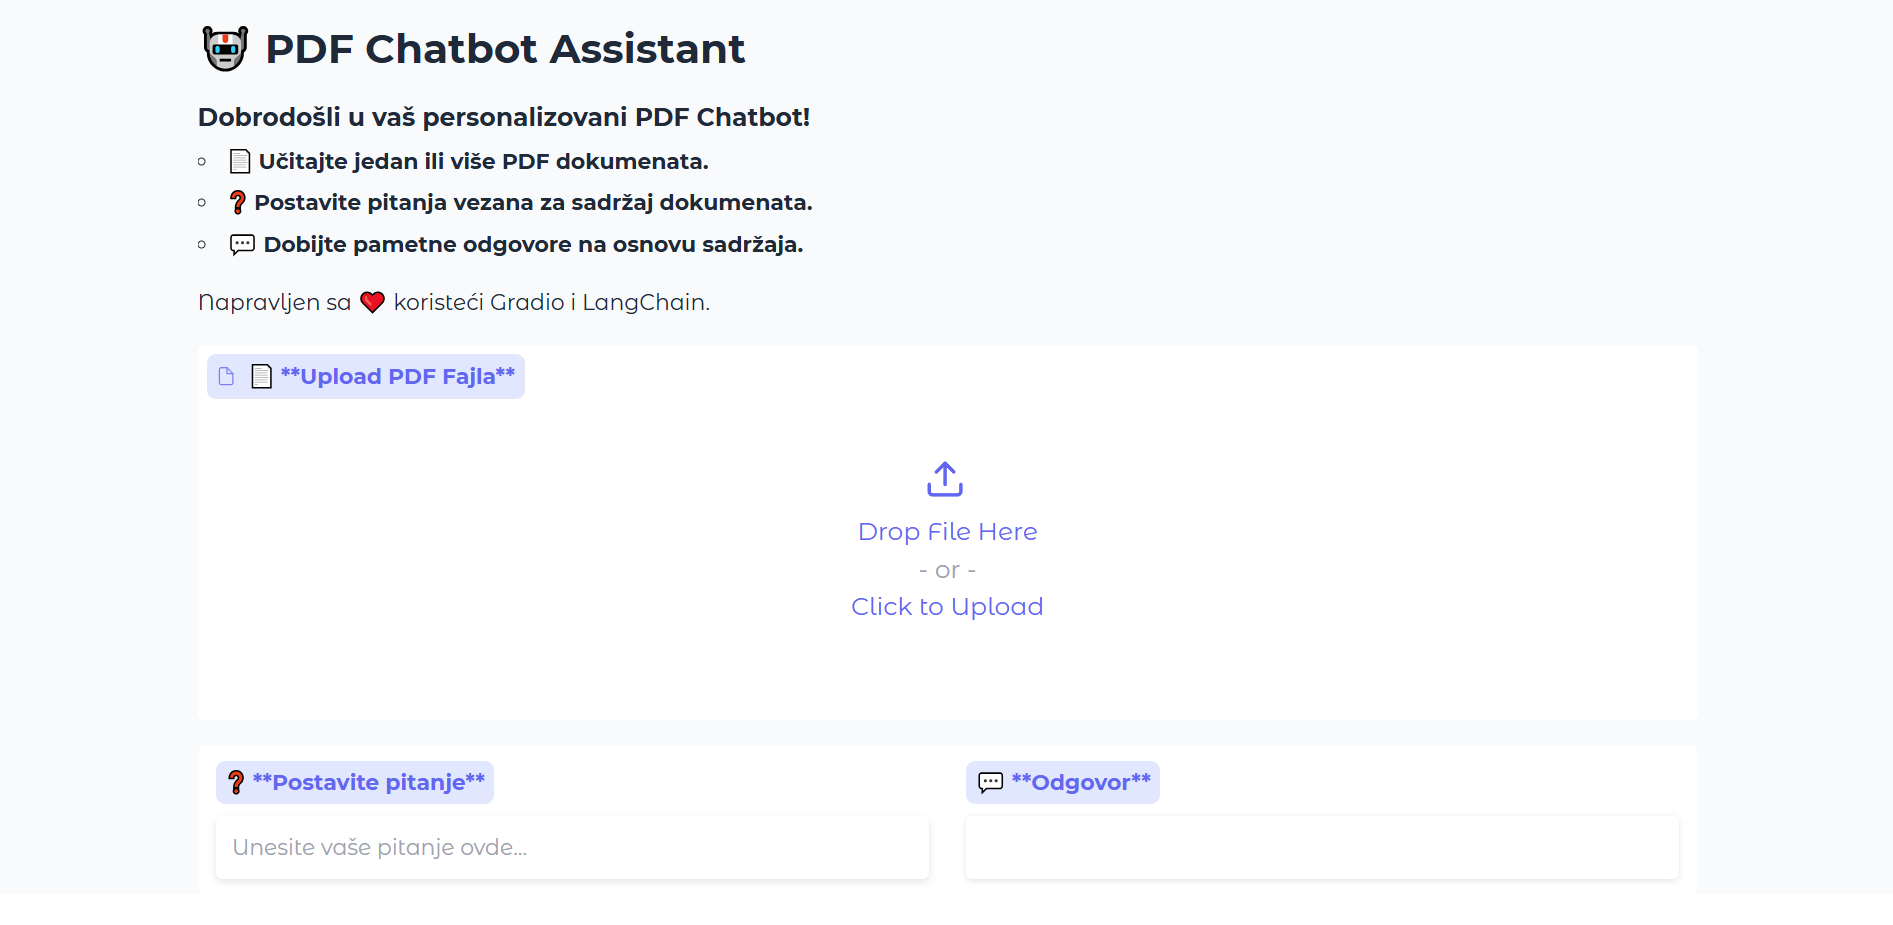 PDF Chatbot Assistant
Dobrodošli u vaš personalizovani PDF Chatbot!
Učitajte jedan ili više PDF dokumenata.
❓ Postavite pitanja vezana za sadržaj dokumenata.
Dobijte pametne odgovore na osnovu sadržaja.
Napravljen sa ❤️ koristeći Gradio i LangChain.
**Upload PDF Fajla**
Drop File Here
- or -
Click to Upload
❓ **Postavite pitanje**
**Odgovor**
Unesite vaše pitanje ovde...